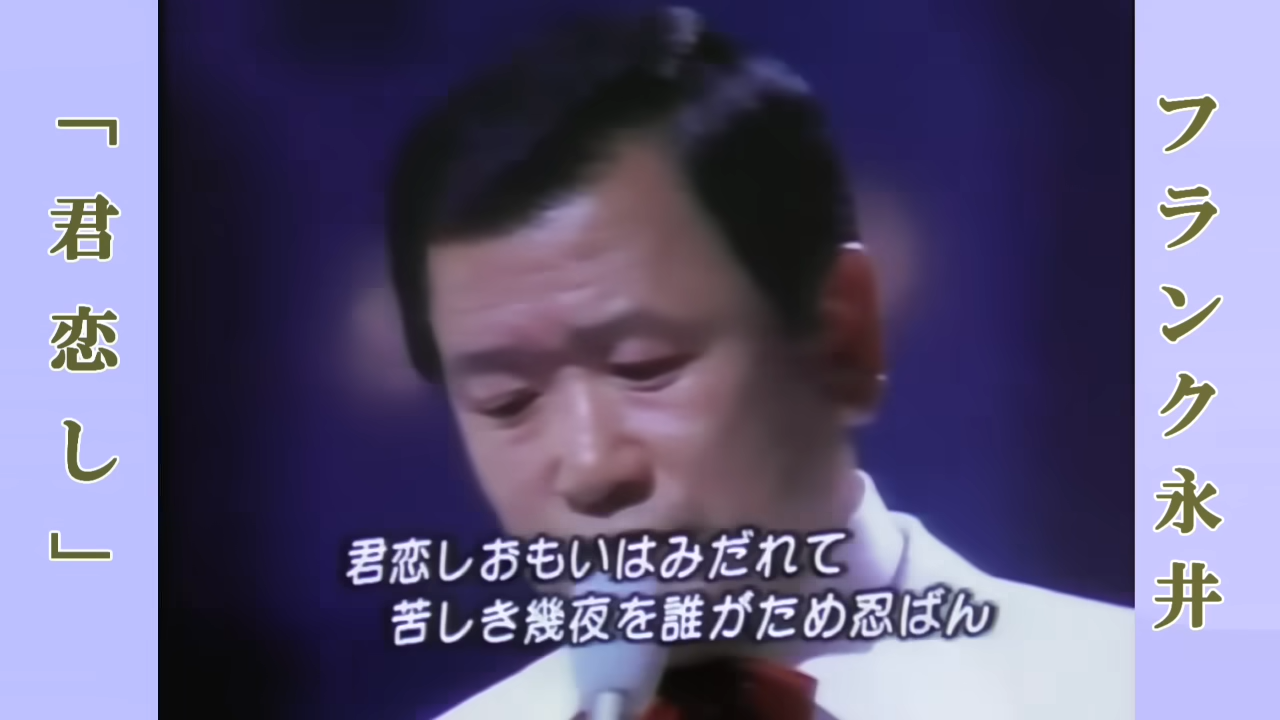 「君恋し」
フランク永井
君恋しおもいはみだれて
苦しき幾夜を誰がため忍ばん